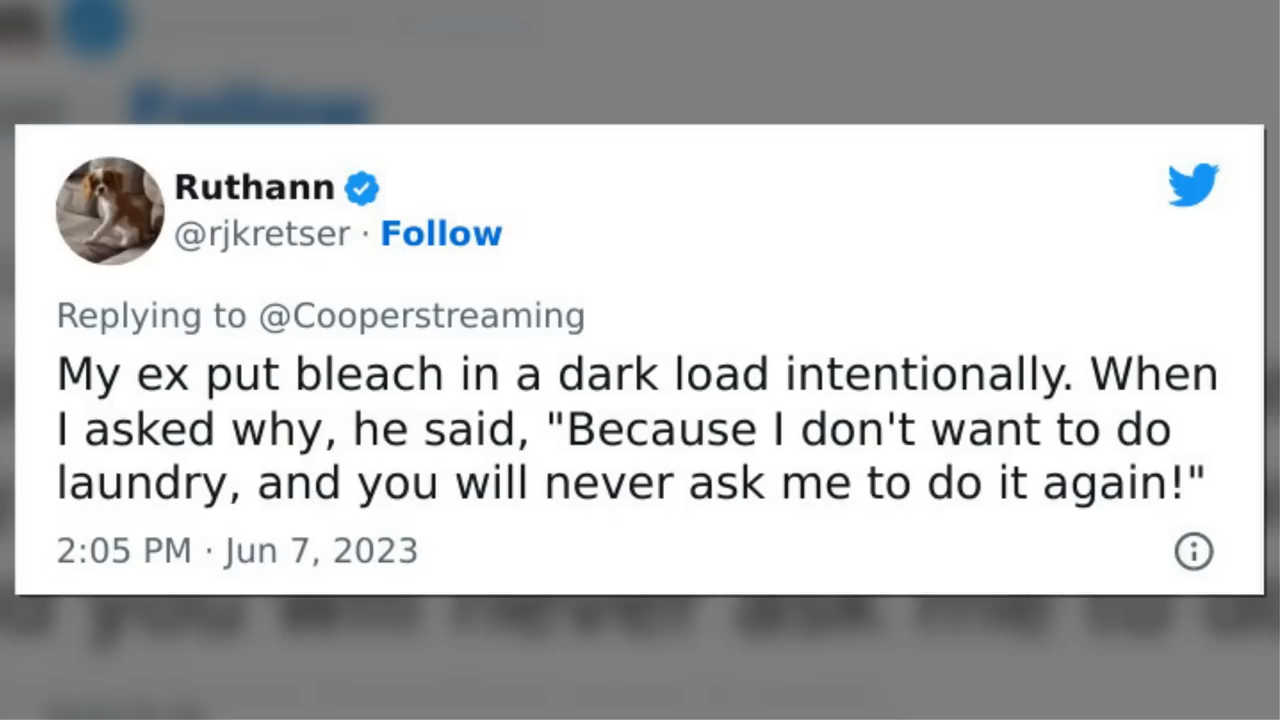 Ruthann
@rjkretser · Follow
Replying to @Cooperstreaming
My ex put bleach in a dark load intentionally. When
I asked why, he said, "Because I don't want to do
laundry, and you will never ask me to do it again!"
2:05 PM · Jun 7, 2023